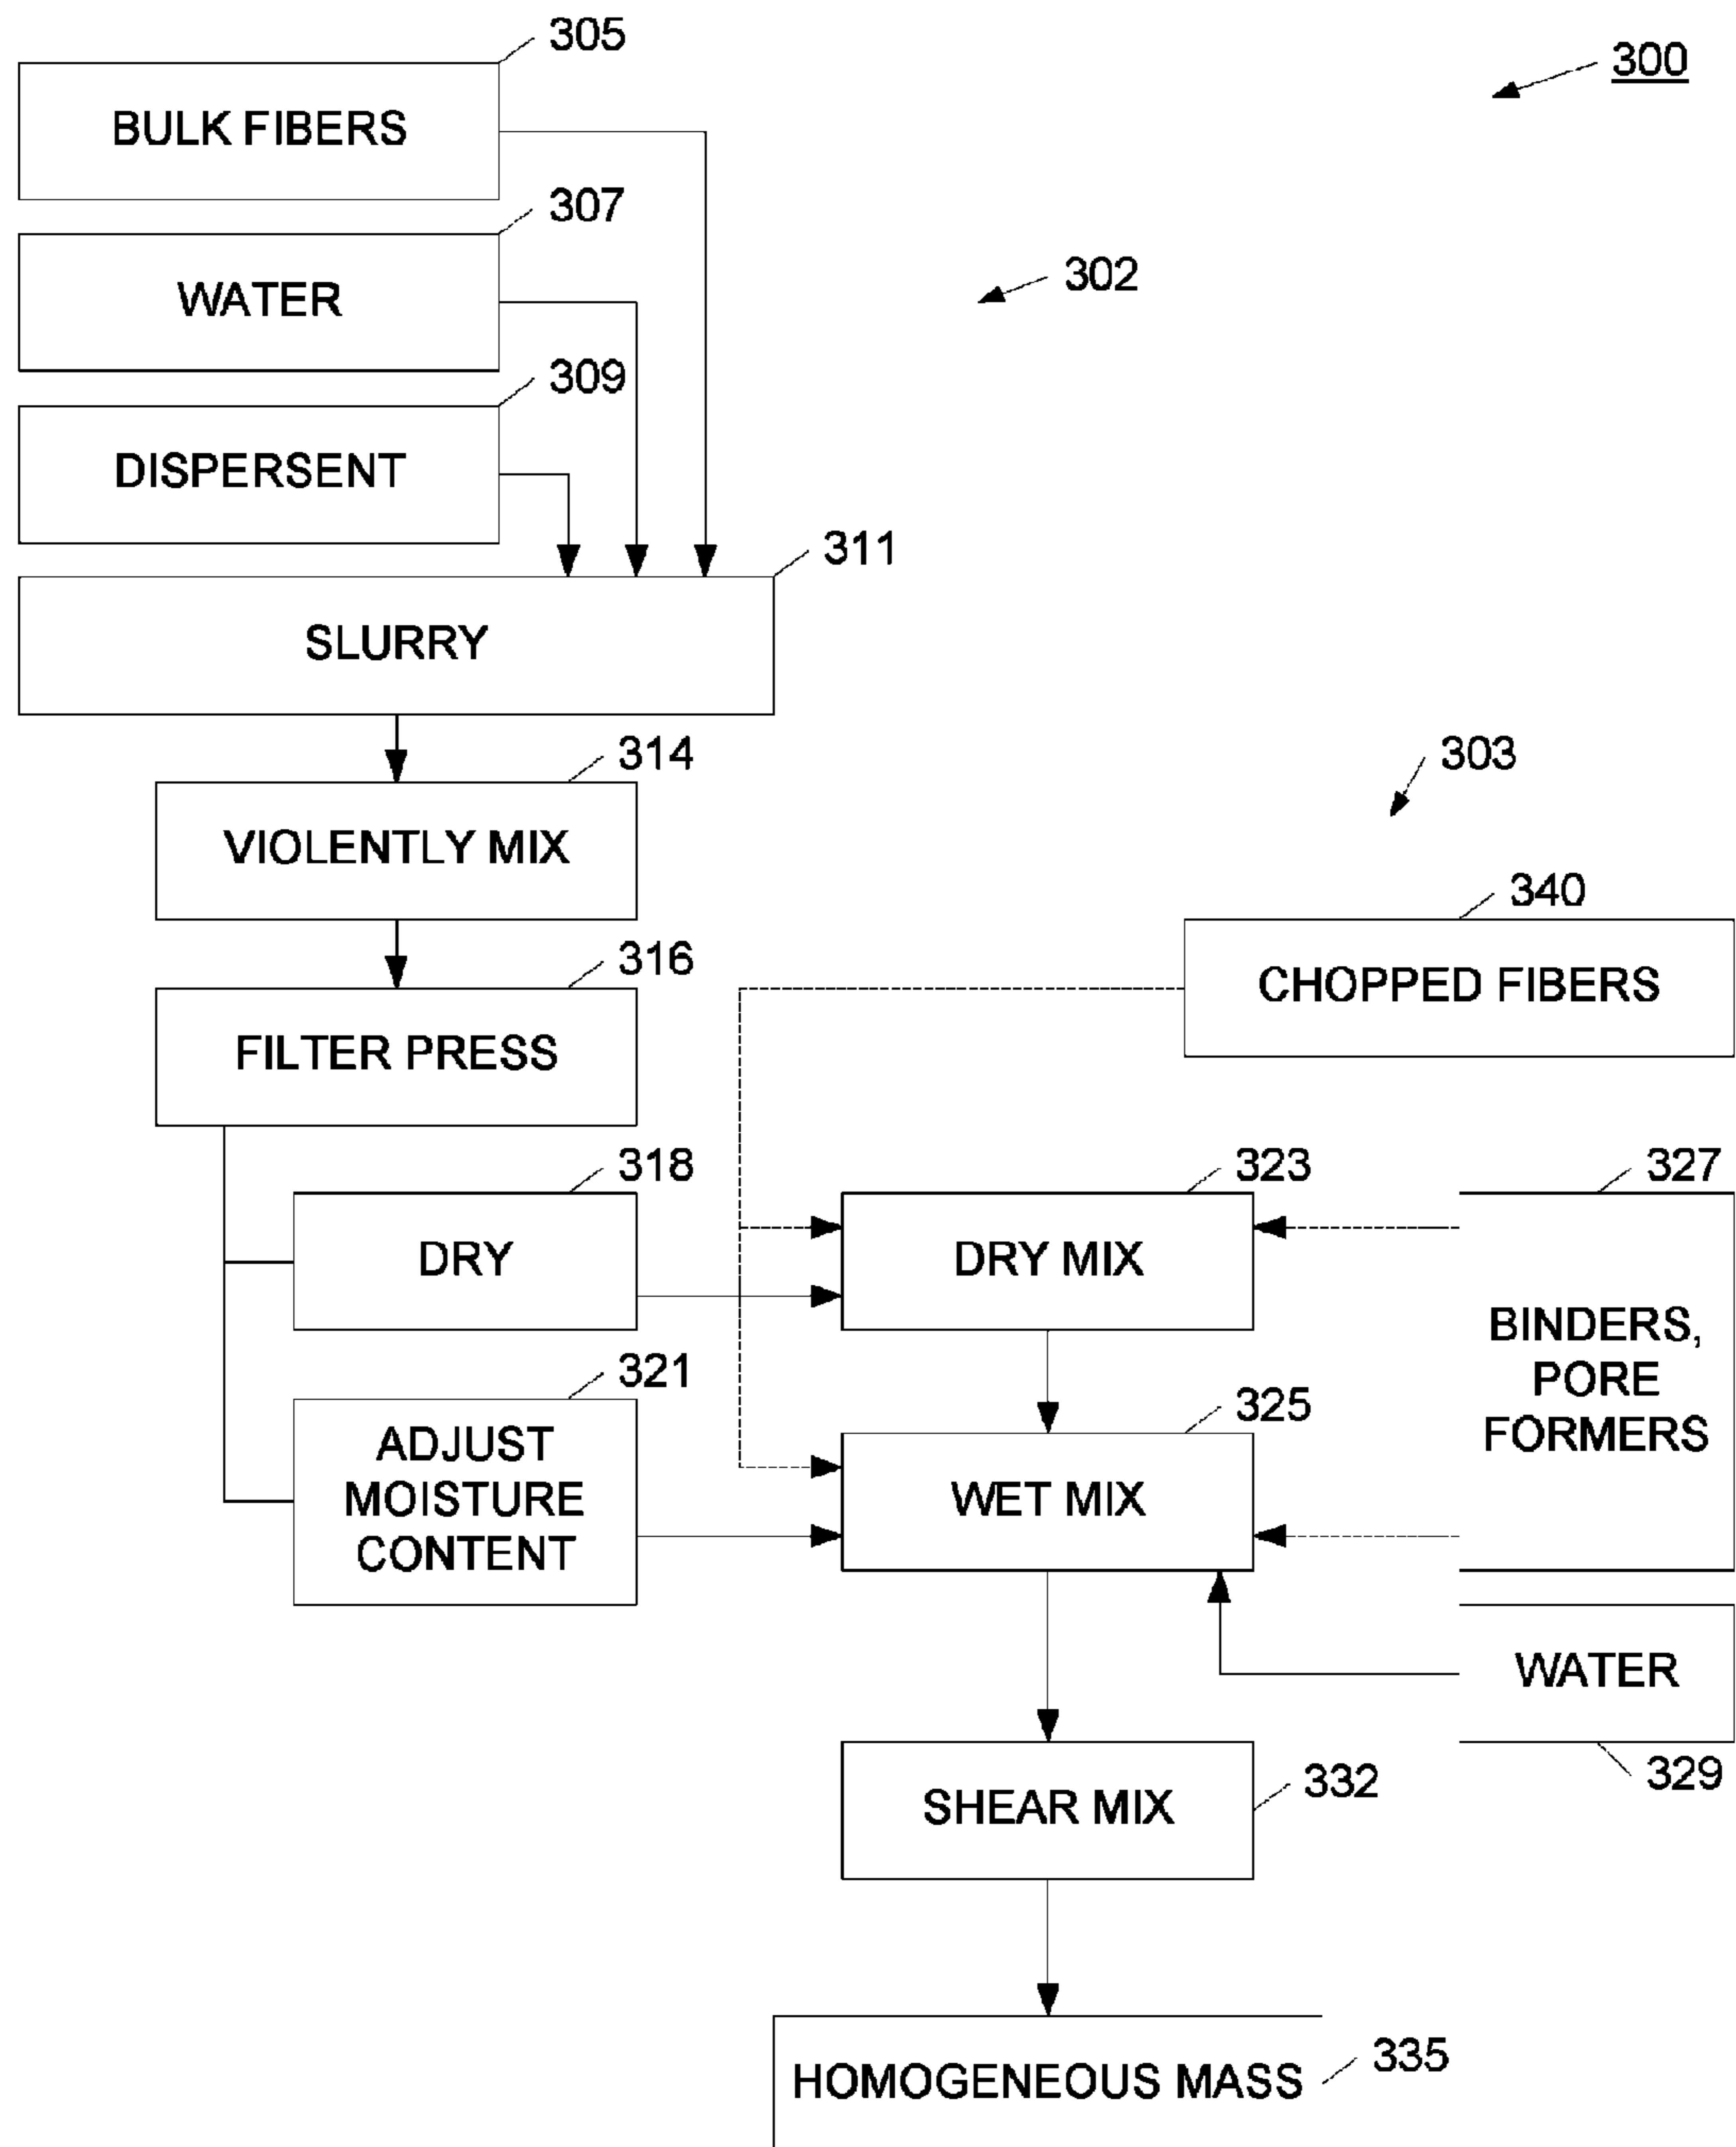 305
300
BULK FIBERS
307
WATER
302
309
DISPERSENT
311
SLURRY
314
303
VIOLENTLY MIX
340
316
CHOPPED FIBERS
FILTER PRESS
318
323
327
DRY
DRY MIX
BINDERS,
PORE
FORMERS
321
325
ADJUST
MOISTURE
CONTENT
WET MIX
WATER
329
SHEAR MIX
332
335
HOMOGENEOUS MASS